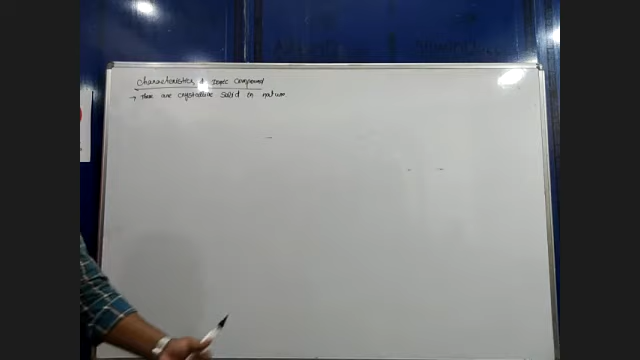 Characteristics of Ionic Compound
→ These are crystalline solid in nature